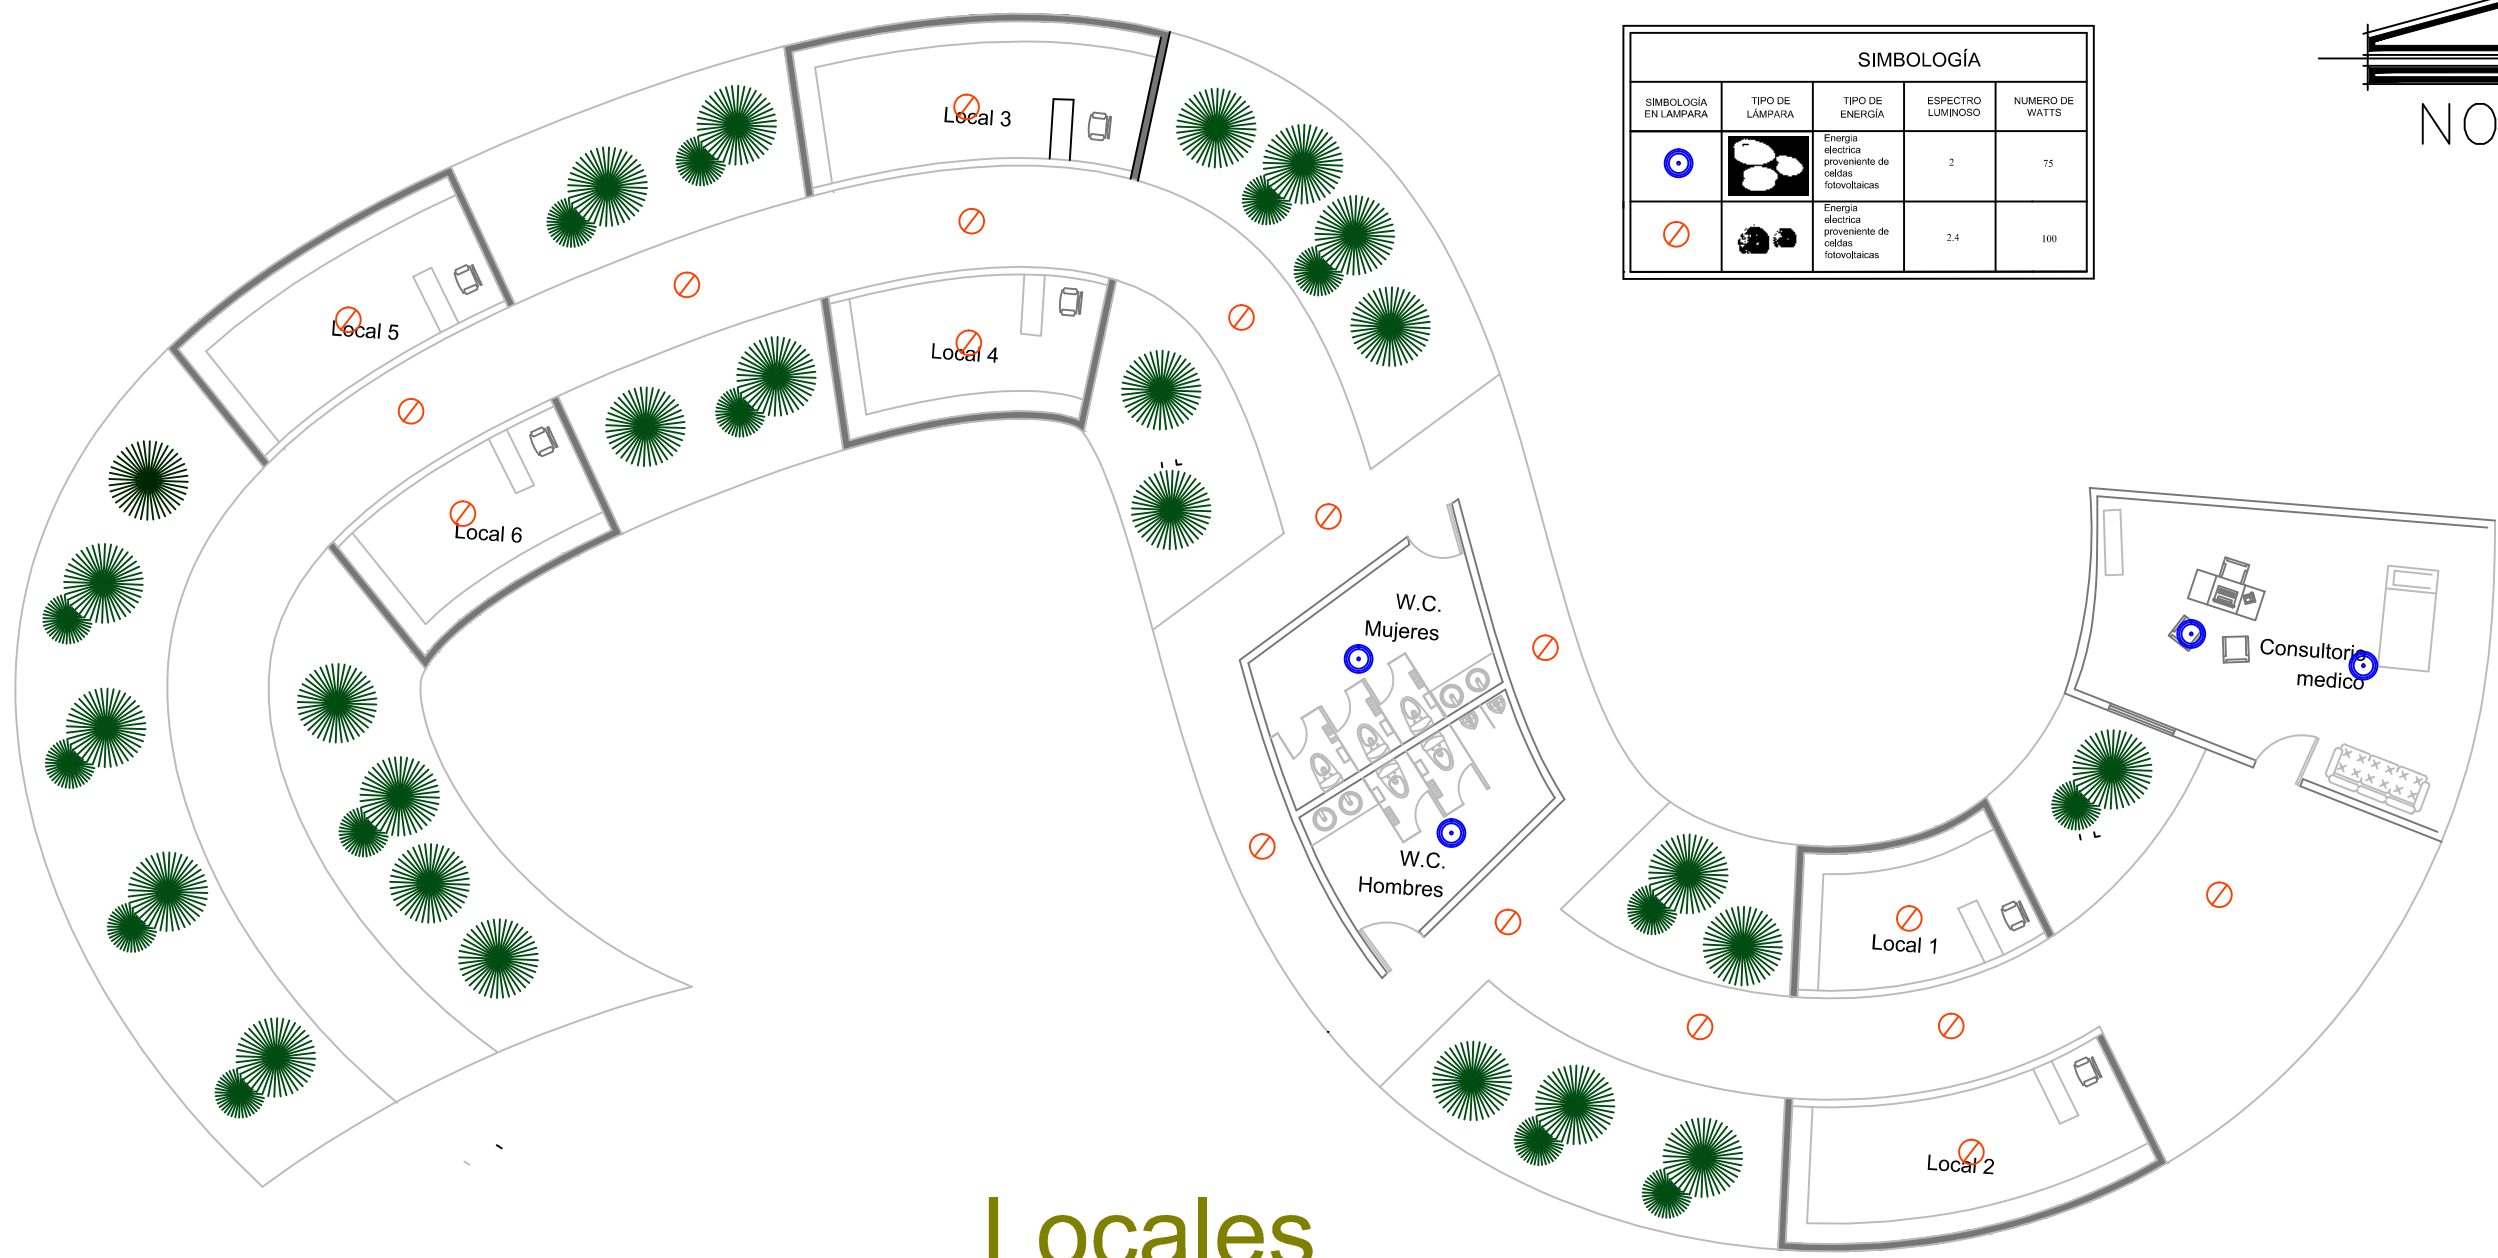 SIMBOLOGÍA
SIMBOLOGÍA
EN LAMPARA
TIPO DE
LÁMPARA
TIPO DE
ENERGÍA
ESPECTRO
LUMINOSO
NUMERO DE
WATTS
Energia
electrica
proveniente de
celdas
fotovoltaicas
2
75
Energia
electrica
proveniente de
celdas
fotovoltaicas
2.4
100
NO
Local 3
Local 5
Local 4
Local 6
W.C.
Mujeres
Consultorio
medico
W.C.
Hombres
Local 1
Local 2
Locales